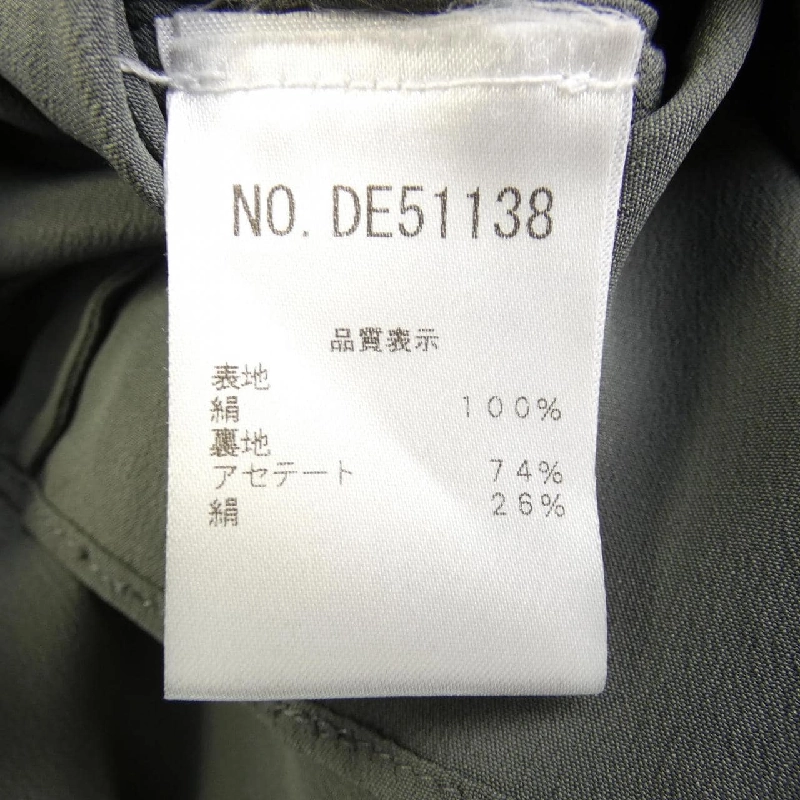 NO. DE51138
品質表示
表地
絹 100%
裏地
アセテート 74%
絹 26%